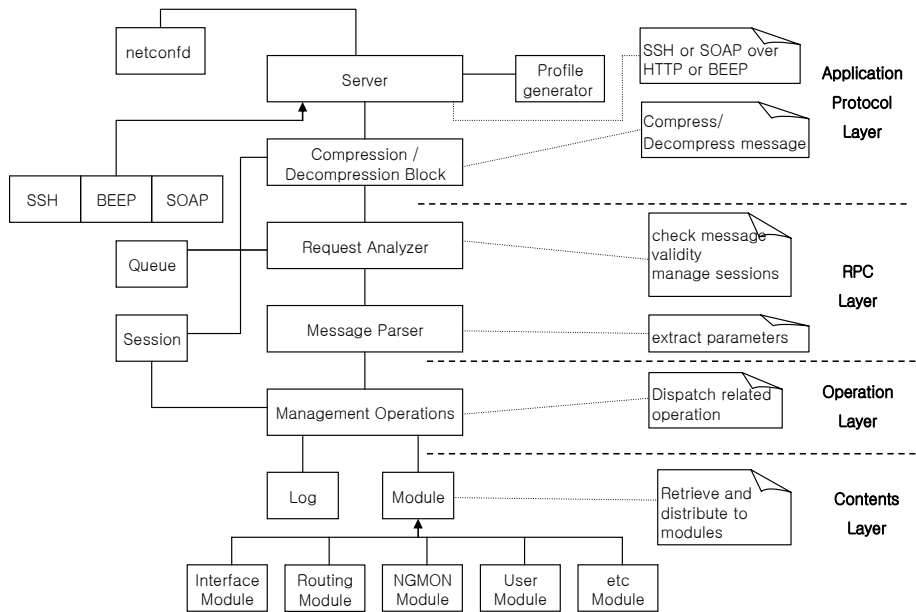 netconfd
Server
Profile
generator
SSH or SOAP over
HTTP or BEEP
Application
Protocol
Layer
Compression /
Decompression Block
Compress/
Decompress message
SSH
BEEP
SOAP
Queue
Request Analyzer
check message
validity
manage sessions
RPC
Layer
Session
Message Parser
extract parameters
Management Operations
Dispatch related
operation
Operation
Layer
Log
Module
Retrieve and
distribute to
modules
Contents
Layer
Interface
Module
Routing
Module
NGMON
Module
User
Module
etc
Module